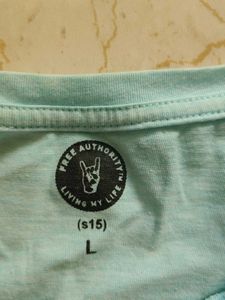 FREE AUTHORITY
LIVING MY LIFE
(s15)
L